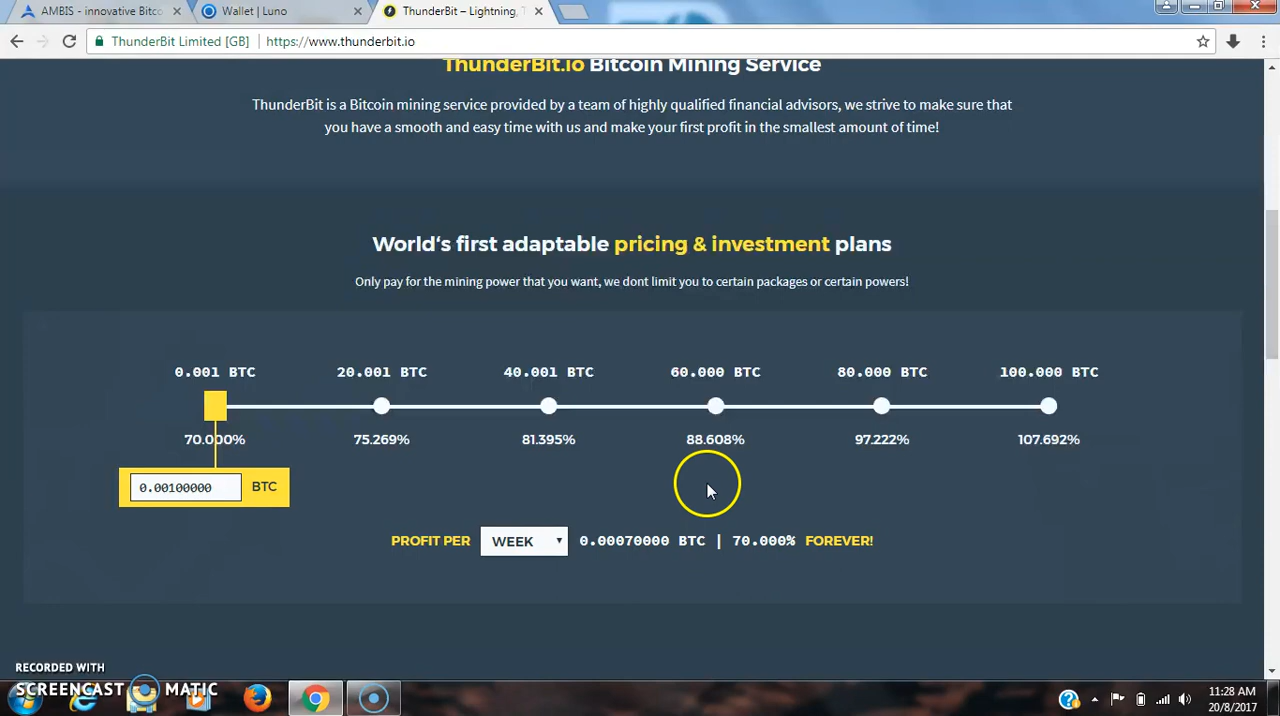 AMBIS - innovative Bitco
Wallet | Luno
ThunderBit – Lightning,
ThunderBit Limited [GB]
https://www.thunderbit.io
ThunderBit.io Bitcoin Mining Service
ThunderBit is a Bitcoin mining service provided by a team of highly qualified financial advisors, we strive to make sure that
you have a smooth and easy time with us and make your first profit in the smallest amount of time!
World's first adaptable pricing & investment plans
Only pay for the mining power that you want, we dont limit you to certain packages or certain powers!
0.001 BTC 20.001 BTC 40.001 BTC 60.000 BTC 80.000 BTC 100.000 BTC
70.000% 75.269% 81.395% 88.608% 97.222% 107.692%
0.00100000 BTC
PROFIT PER WEEK 0.00070000 BTC | 70.000% FOREVER!
RECORDED WITH
SCREENCAST MATIC
11:28 AM
20/8/2017